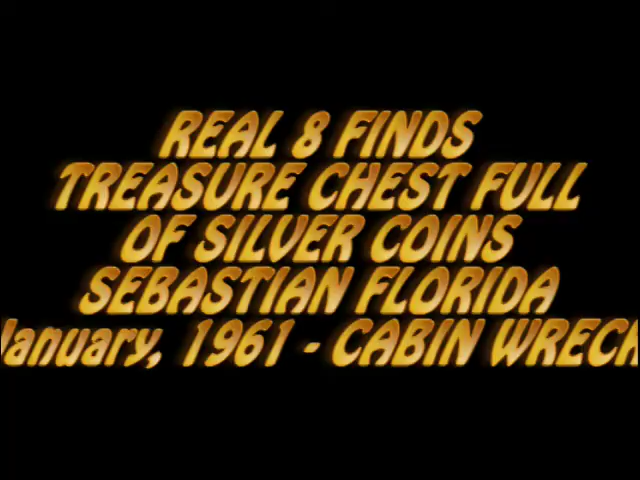 REAL 8 FINDS
TREASURE CHEST FULL
OF SILVER COINS
SEBASTIAN FLORIDA
January, 1961 - CABIN WRECK